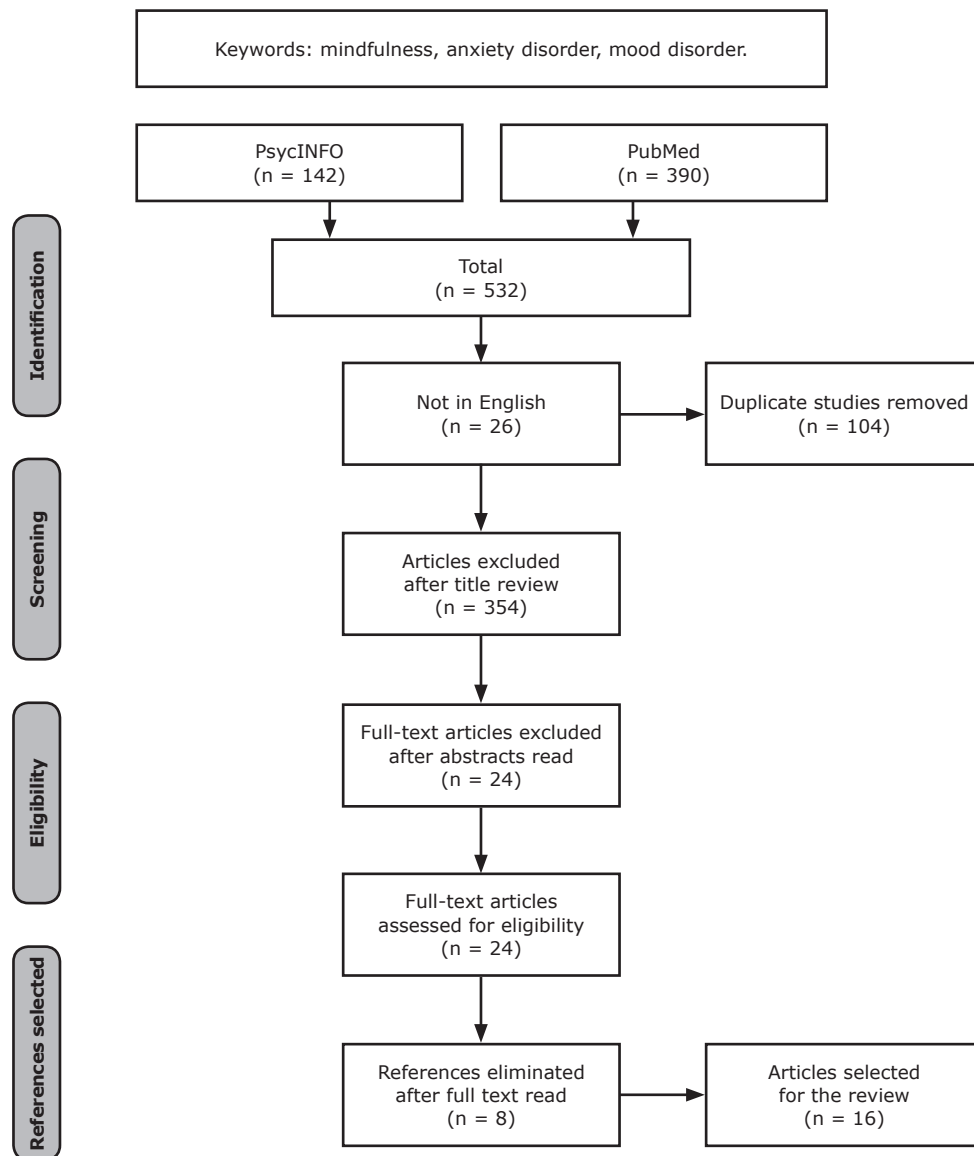 Keywords: mindfulness, anxiety disorder, mood disorder.
PsycINFO
(n = 142)
PubMed
(n = 390)
Identification
Total
(n = 532)
Not in English
(n = 26)
Duplicate studies removed
(n = 104)
Screening
Articles excluded
after title review
(n = 354)
Eligibility
Full-text articles excluded
after abstracts read
(n = 24)
Full-text articles
assessed for eligibility
(n = 24)
References selected
References eliminated
after full text read
(n = 8)
Articles selected
for the review
(n = 16)